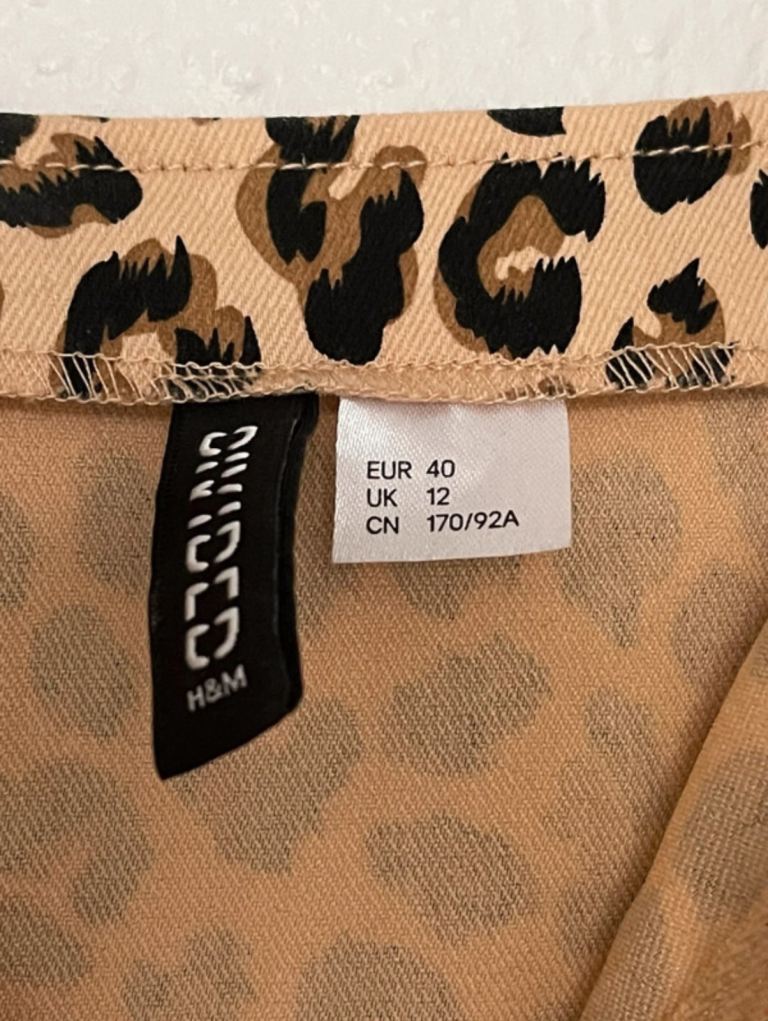 DIVIDED
H&M
EUR 40
UK 12
CN 170/92A